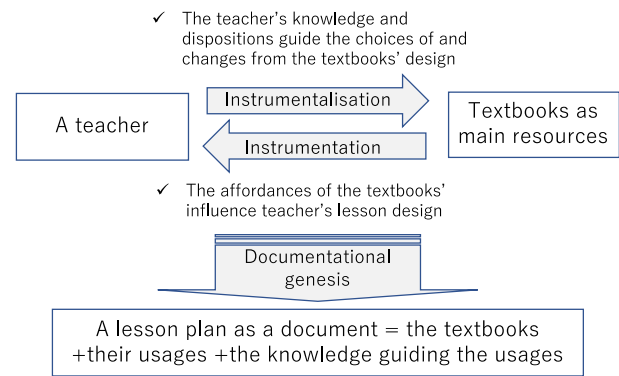 ✓ The teacher's knowledge and
dispositions guide the choices of and
changes from the textbooks' design
Instrumentalisation
A teacher
Textbooks as
main resources
Instrumentation
✓ The affordances of the textbooks'
influence teacher's lesson design
Documentational
genesis
A lesson plan as a document = the textbooks
+their usages +the knowledge guiding the usages